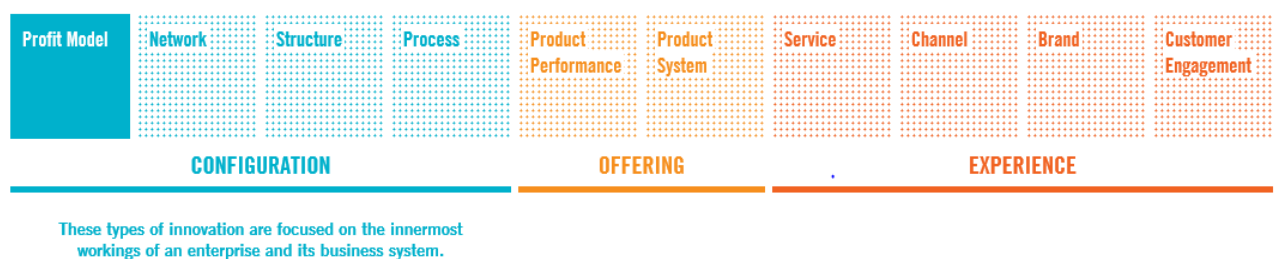 Profit Model
Network
Structure
Process
Product
Performance
Product
System
Service
Channel
Brand
Customer
Engagement
CONFIGURATION
OFFERING
EXPERIENCE
These types of innovation are focused on the innermost
workings of an enterprise and its business system.